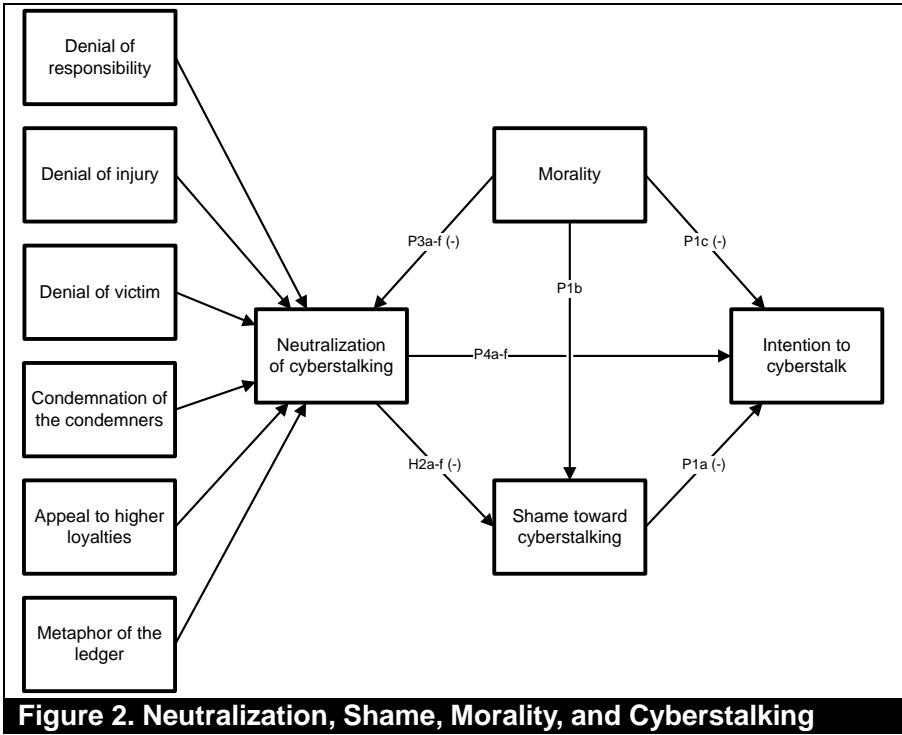 Denial of
responsibility
Denial of injury
Denial of victim
Condemnation of
the condemners
Appeal to higher
loyalties
Metaphor of the
ledger
Neutralization
of cyberstalking
Morality
Shame toward
cyberstalking
Intention to
cyberstalk
P3a-f (-)
P1b
P1c (-)
P4a-f
H2a-f (-)
P1a (-)
Figure 2. Neutralization, Shame, Morality, and Cyberstalking